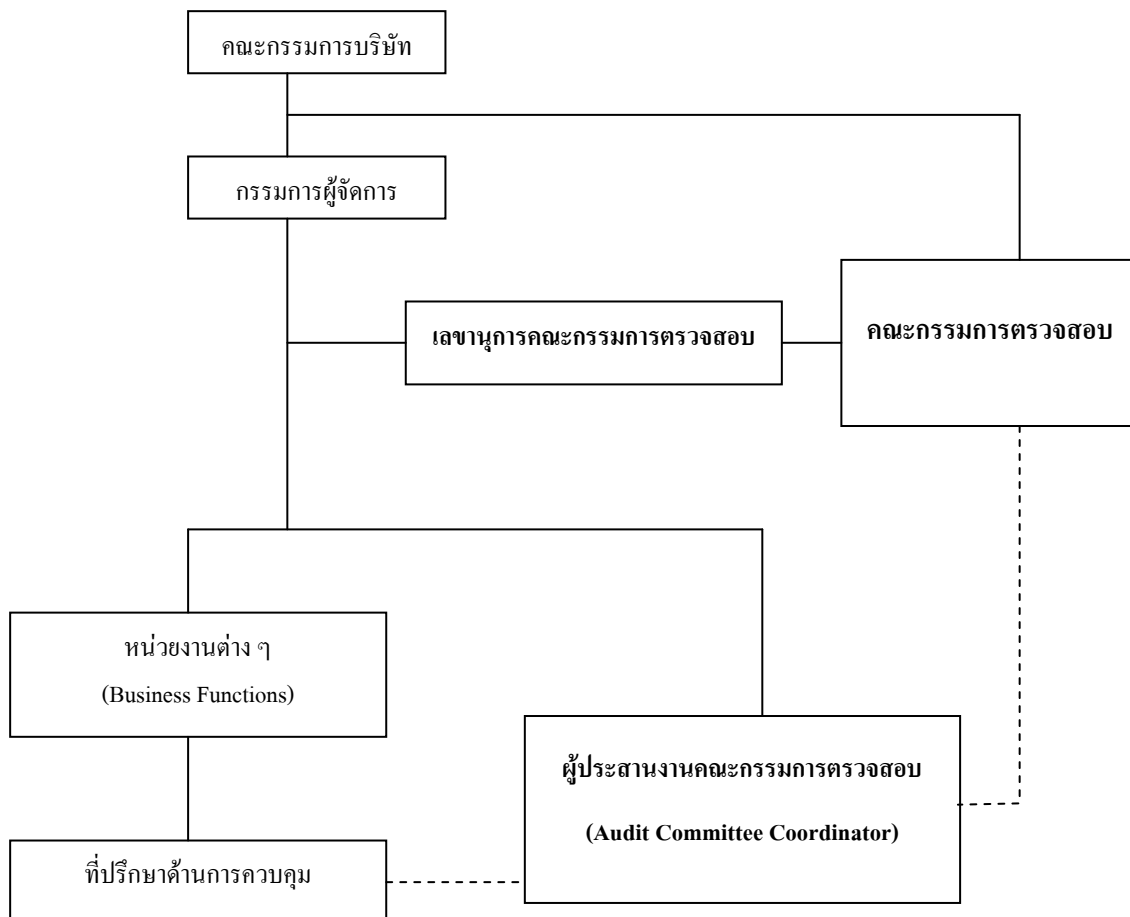 คณะกรรมการบริษัท
กรรมการผู้จัดการ
เลขานุการคณะกรรมการตรวจสอบ
คณะกรรมการตรวจสอบ
หน่วยงานต่าง ๆ
(Business Functions)
ผู้ประสานงานคณะกรรมการตรวจสอบ
(Audit Committee Coordinator)
ที่ปรึกษาด้านการควบคุม